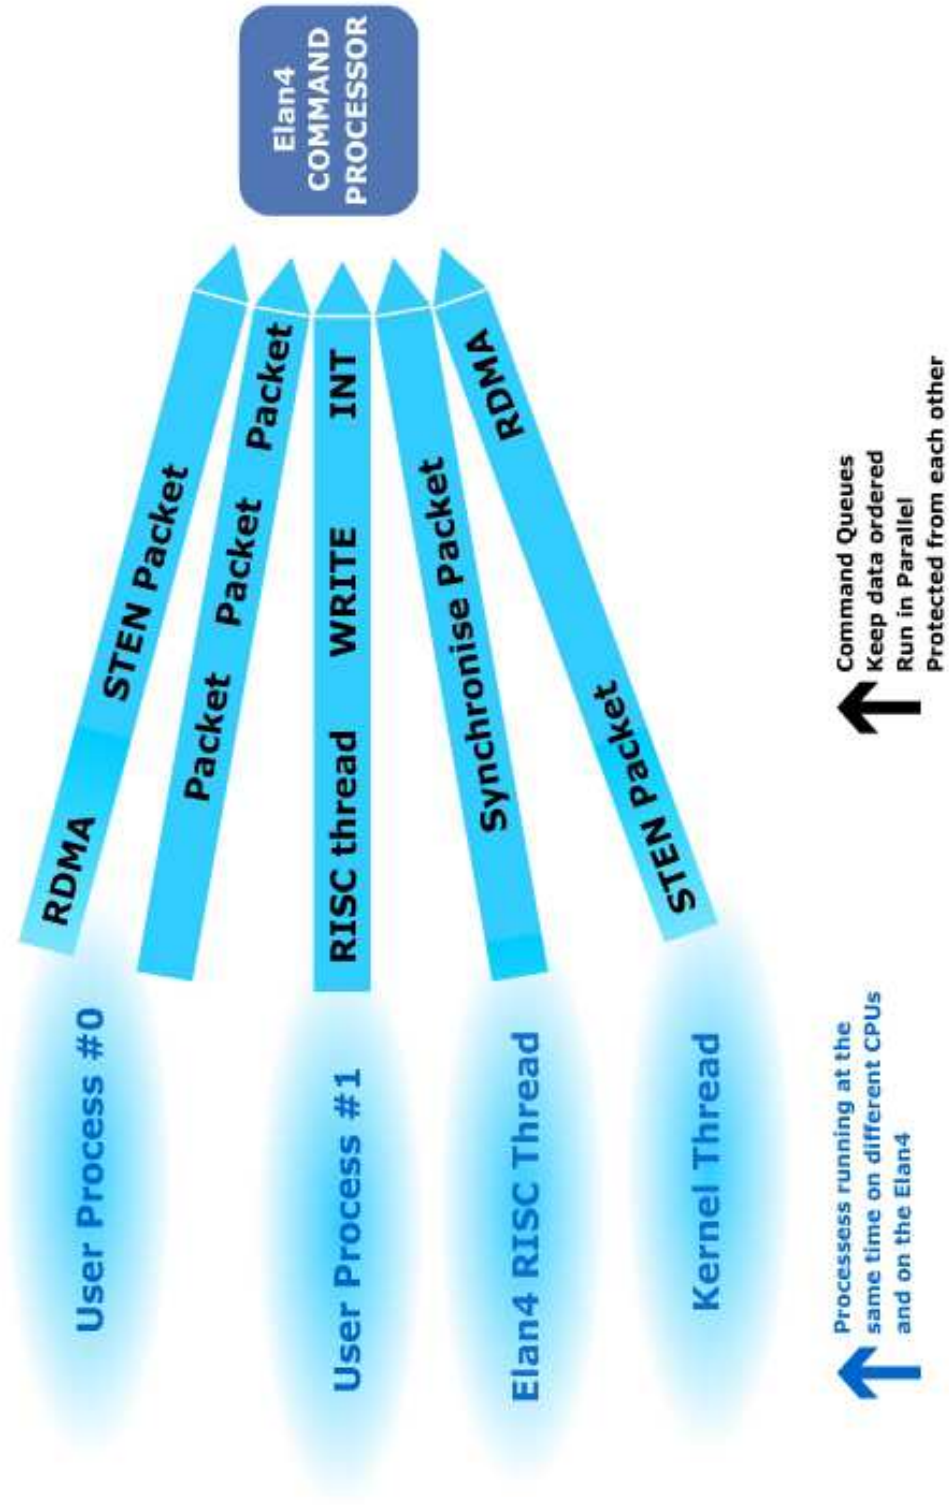 User Process #0
User Process #1
Elan4 RISC Thread
Kernel Thread
RDMA STEN Packet
Packet Packet Packet
RISC thread WRITE INT
Synchronise Packet
STEN Packet RDMA
Elan4
COMMAND
PROCESSOR
Processess running at the
same time on different CPUs
and on the Elan4
Command Queues
Keep data ordered
Run in Parallel
Protected from each other